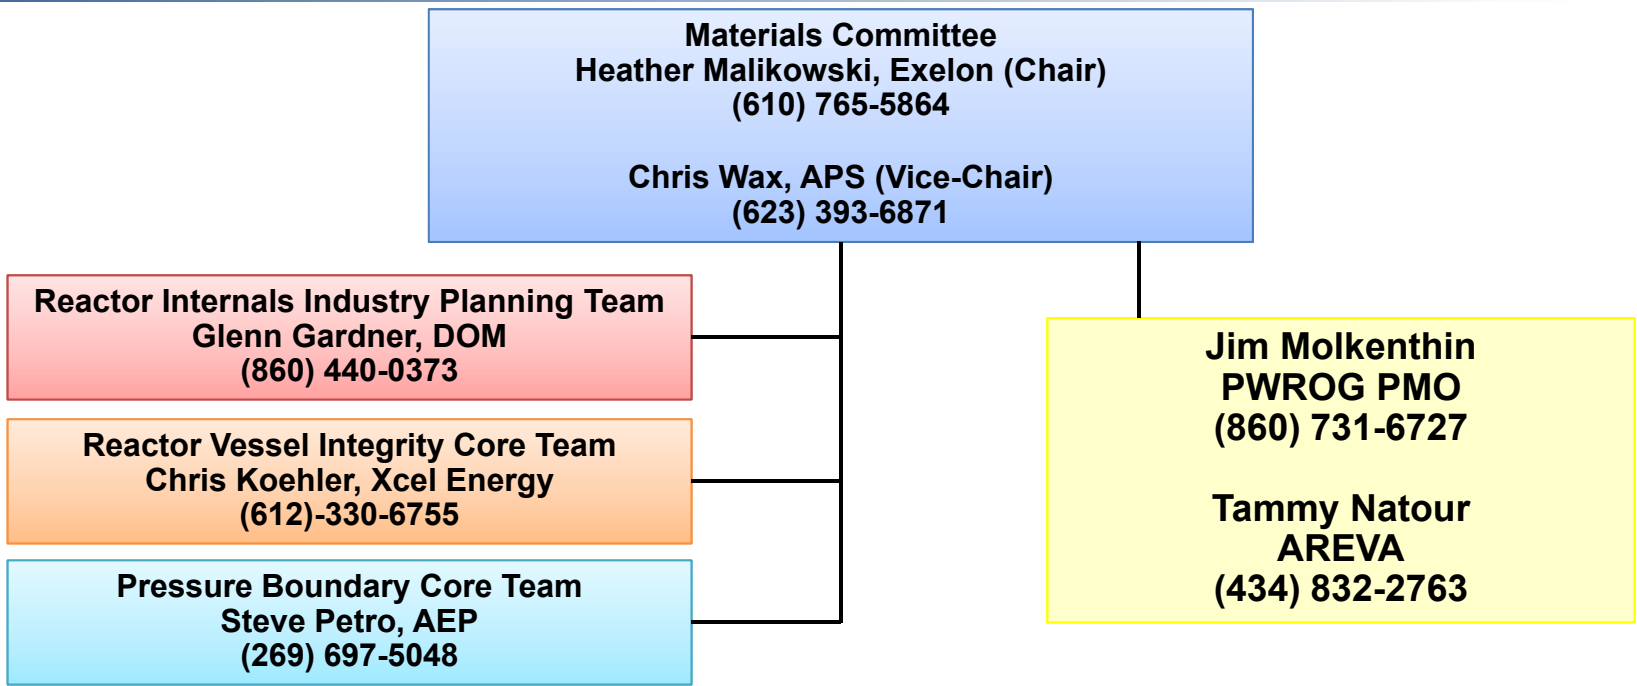 Materials Committee
Heather Malikowski, Exelon (Chair)
(610) 765-5864
Chris Wax, APS (Vice-Chair)
(623) 393-6871
Reactor Internals Industry Planning Team
Glenn Gardner, DOM
(860) 440-0373
Reactor Vessel Integrity Core Team
Chris Koehler, Xcel Energy
(612)-330-6755
Pressure Boundary Core Team
Steve Petro, AEP
(269) 697-5048
Jim Molkenthin
PWROG PMO
(860) 731-6727
Tammy Natour
AREVA
(434) 832-2763